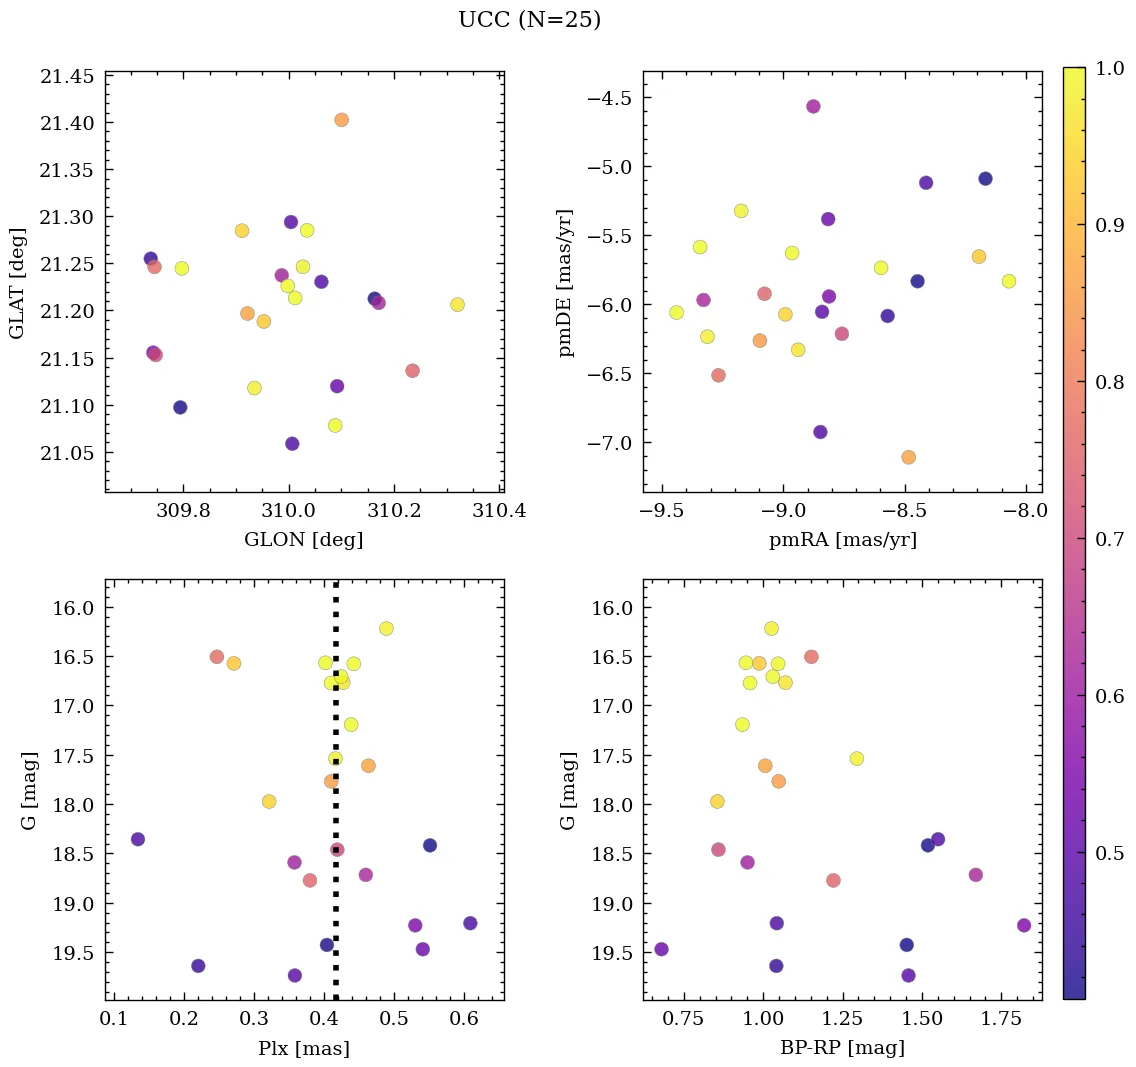 UCC (N=25)
21.45
21.40
21.35
21.30
21.25
21.20
21.15
21.10
21.05
GLAT [deg]
309.8 310.0 310.2 310.4
GLON [deg]
−4.5
−5.0
−5.5
−6.0
−6.5
−7.0
pmDE [mas/yr]
−9.5 −9.0 −8.5 −8.0
pmRA [mas/yr]
16.0
16.5
17.0
17.5
18.0
18.5
19.0
19.5
G [mag]
0.1 0.2 0.3 0.4 0.5 0.6
Plx [mas]
16.0
16.5
17.0
17.5
18.0
18.5
19.0
19.5
G [mag]
0.75 1.00 1.25 1.50 1.75
BP-RP [mag]
1.0
0.9
0.8
0.7
0.6
0.5